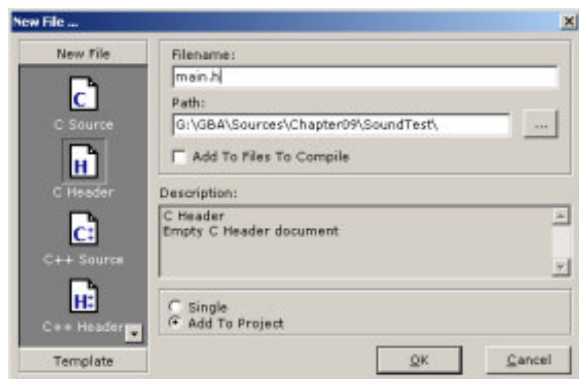 New File ...
New File
C
C Source
H
C Header
C‡
C++ Source
H‡
C++ Header
Template
Filename:
main.h
Path:
G:\GBA\Sources\Chapter09\SoundTest\
...
Add To Files To Compile
Description:
C Header
Empty C Header document
Single
Add To Project
OK
Cancel